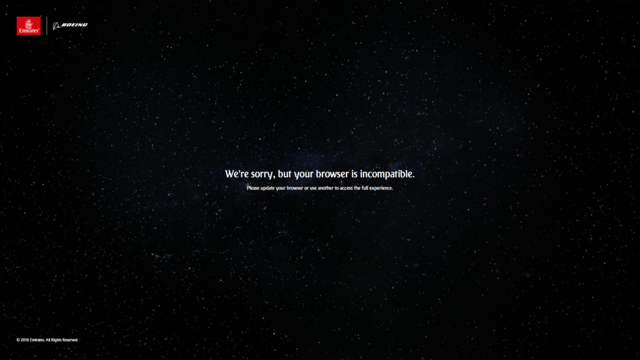 Emirates
BOEING
We're sorry, but your browser is incompatible.
Please update your browser or use another to access the full experience.
© 2018 Emirates. All Rights Reserved.